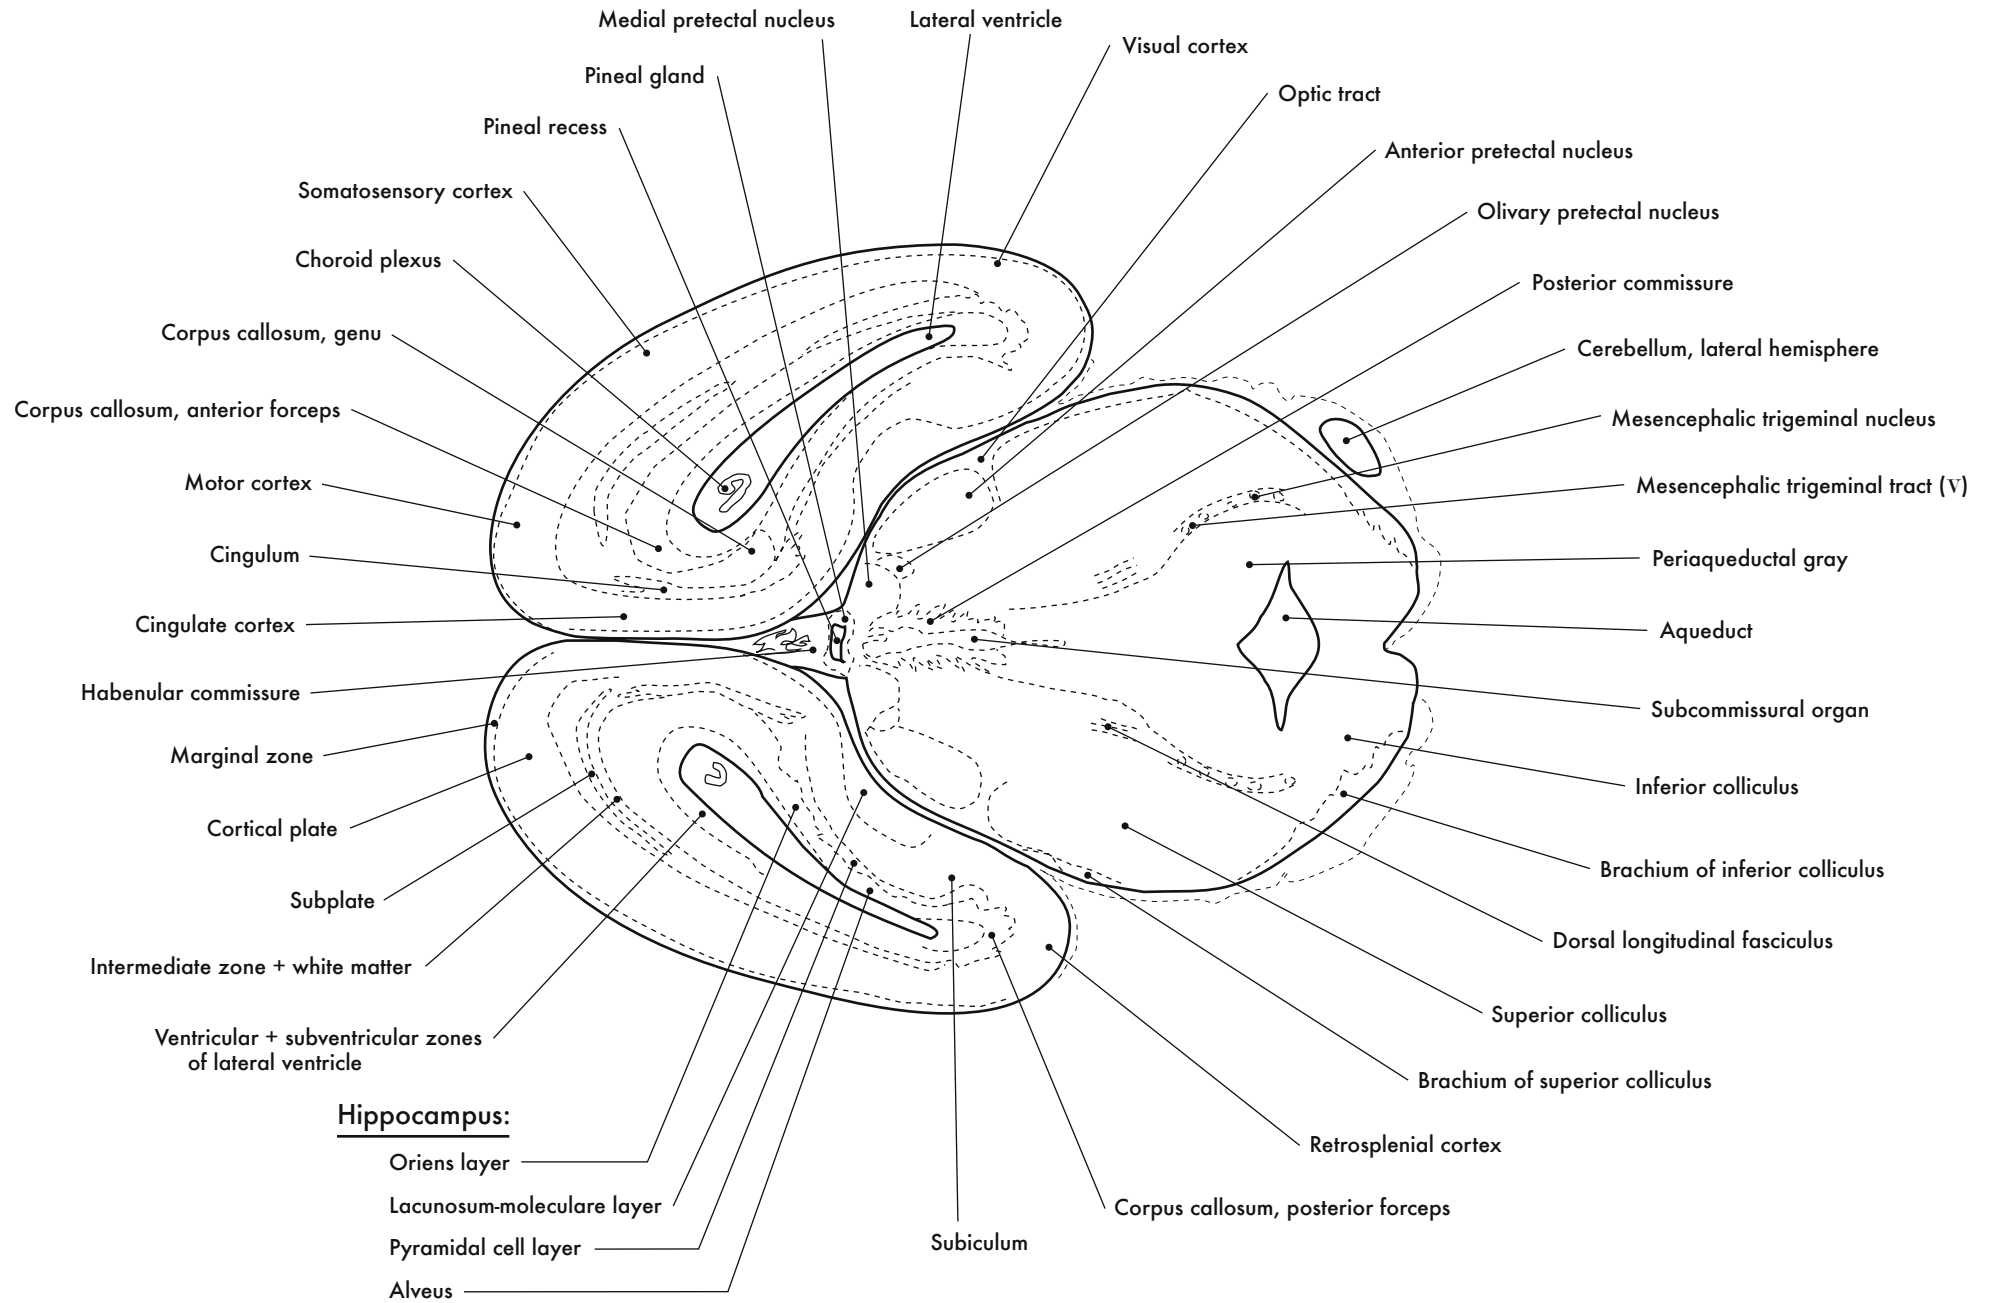 Medial pretectal nucleus
Lateral ventricle
Visual cortex
Pineal gland
Optic tract
Pineal recess
Anterior pretectal nucleus
Somatosensory cortex
Olivary pretectal nucleus
Choroid plexus
Posterior commissure
Corpus callosum, genu
Cerebellum, lateral hemisphere
Corpus callosum, anterior forceps
Mesencephalic trigeminal nucleus
Motor cortex
Mesencephalic trigeminal tract (V)
Cingulum
Periaqueductal gray
Cingulate cortex
Aqueduct
Habenular commissure
Subcommissural organ
Marginal zone
Inferior colliculus
Cortical plate
Brachium of inferior colliculus
Subplate
Dorsal longitudinal fasciculus
Intermediate zone + white matter
Superior colliculus
Ventricular + subventricular zones
of lateral ventricle
Brachium of superior colliculus
Hippocampus:
Retrosplenial cortex
Oriens layer
Lacunosum-moleculare layer
Corpus callosum, posterior forceps
Pyramidal cell layer
Subiculum
Alveus